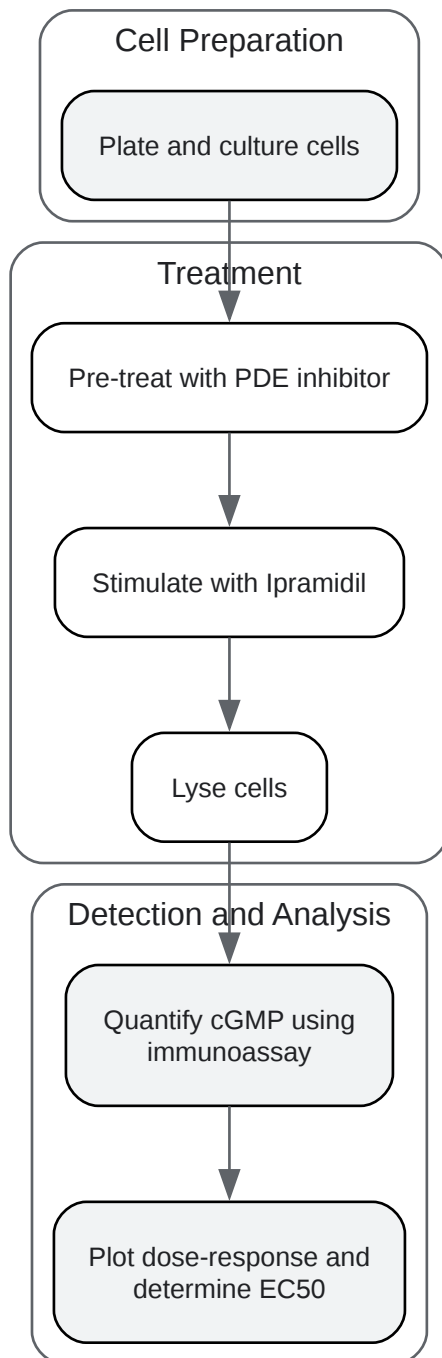 Cell Preparation
Plate and culture cells
Treatment
Pre-treat with PDE inhibitor
Stimulate with Ipramidil
Lyse cells
Detection and Analysis
Quantify cGMP using
immunoassay
Plot dose-response and
determine EC50